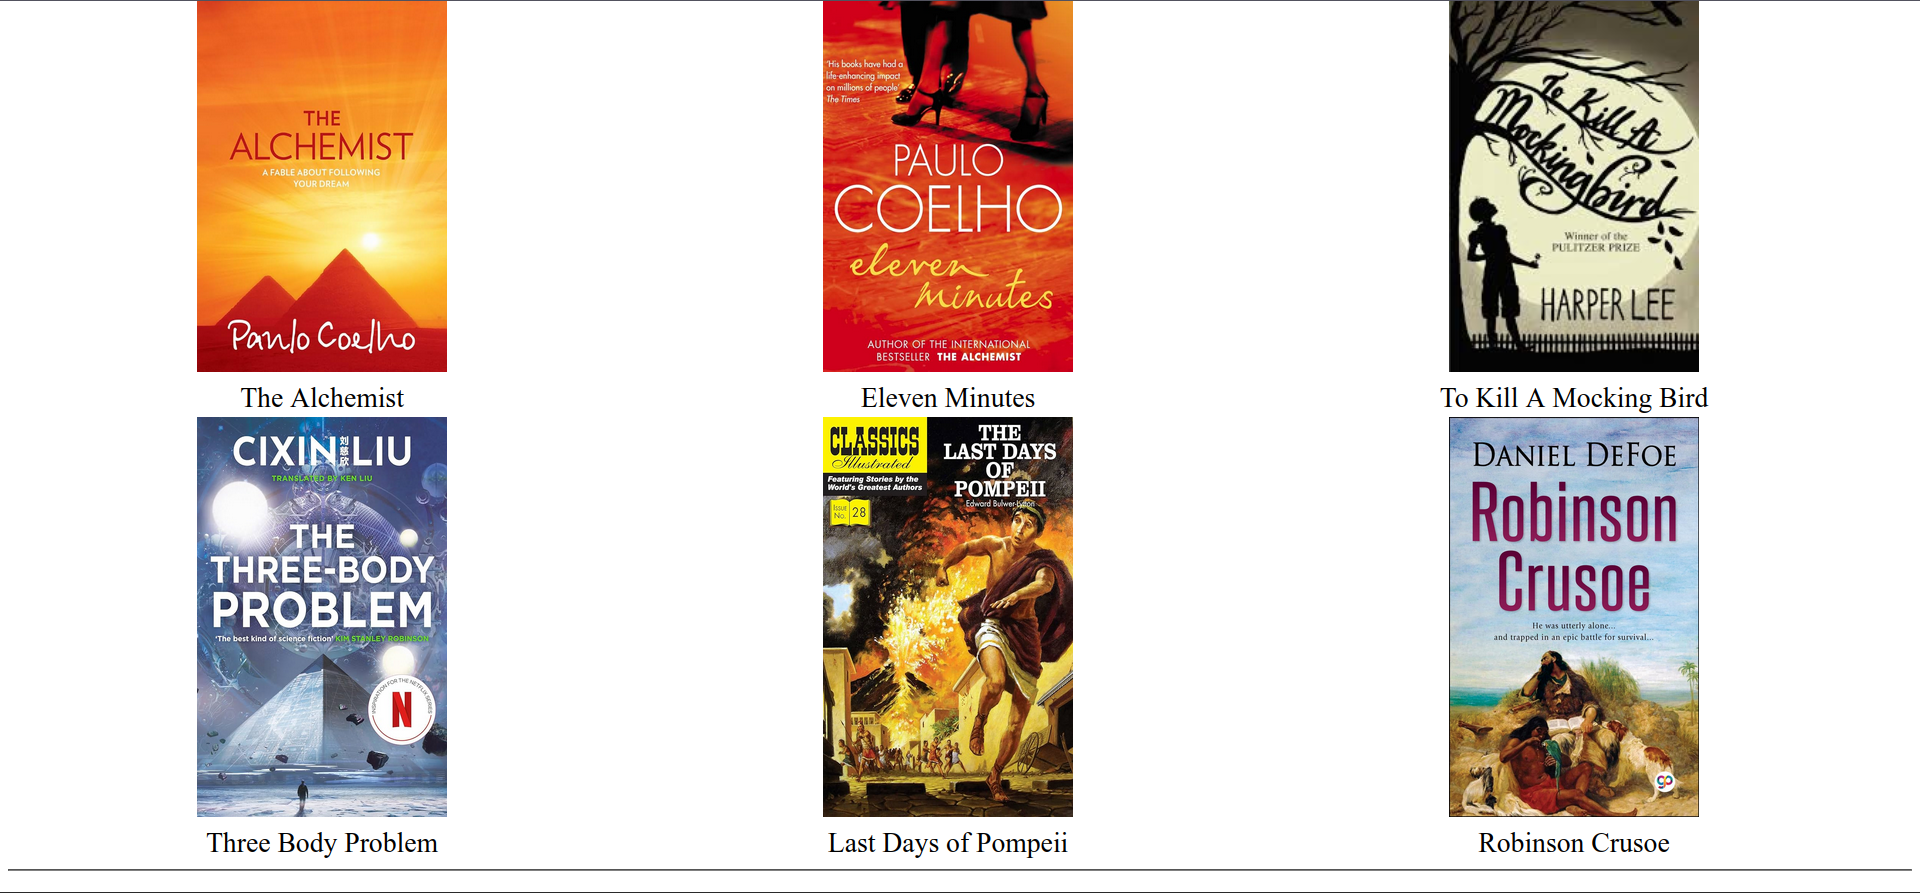 THE
ALCHEMIST
A FABLE ABOUT FOLLOWING
YOUR DREAM
Paulo Coelho
The Alchemist
'His books have had a
life-enhancing impact
on millions of people'
The Times
PAULO
COELHO
eleven
minutes
AUTHOR OF THE INTERNATIONAL
BESTSELLER THE ALCHEMIST
Eleven Minutes
To Kill A
Mockingbird
Winner of the
PULITZER PRIZE
HARPER LEE
To Kill A Mocking Bird
CIXIN 刘慈欣 LIU
TRANSLATED BY KEN LIU
THE
THREE-BODY
PROBLEM
'The best kind of science fiction' KIM STANLEY ROBINSON
INSPIRATION FOR THE NETFLIX SERIES
N
Three Body Problem
CLASSICS
Illustrated
Featuring Stories by the
World's Greatest Authors
Issue
No. 28
THE
LAST DAYS
OF
POMPEII
Edward Bulwer-Lytton
Last Days of Pompeii
DANIEL DEFOE
Robinson
Crusoe
He was utterly alone...
and trapped in an epic battle for survival...
gp
Robinson Crusoe